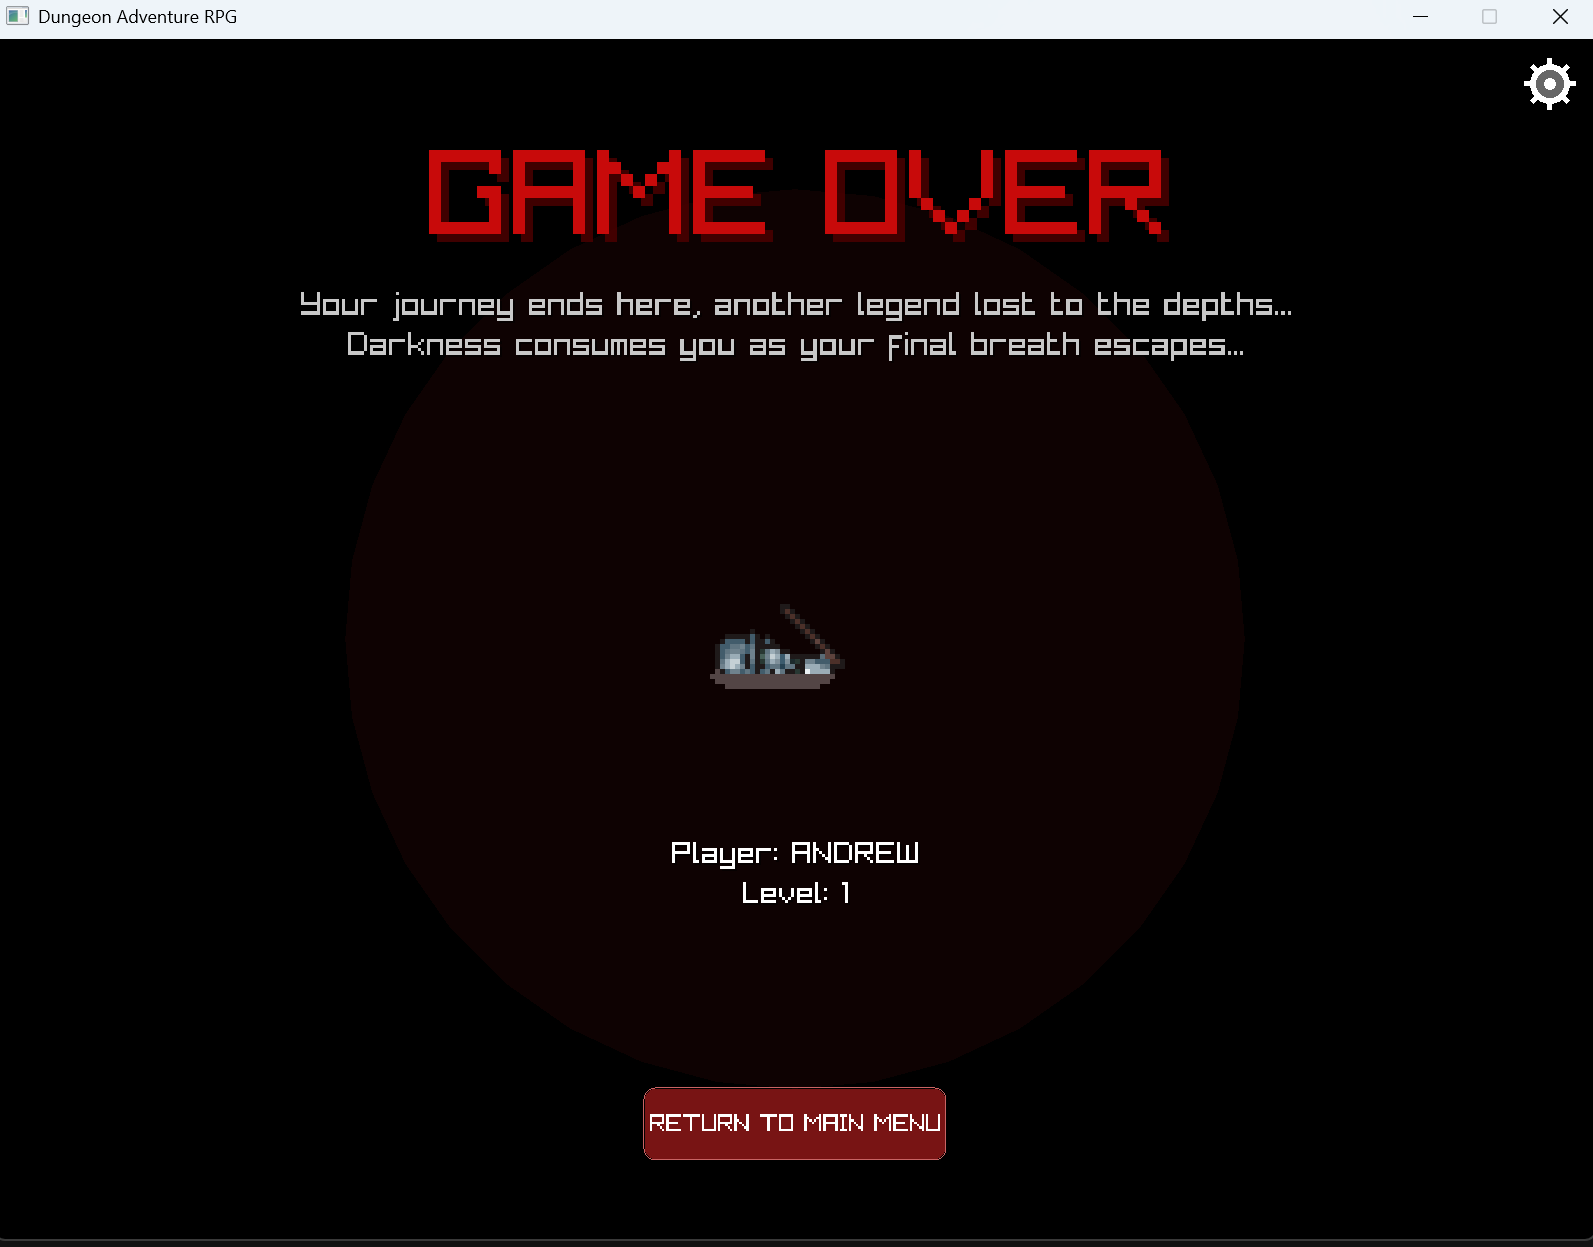 Dungeon Adventure RPG
GAME OVER
Your journey ends here, another legend lost to the depths...
Darkness consumes you as your final breath escapes...
Player: ANDREW
Level: 1
RETURN TO MAIN MENU